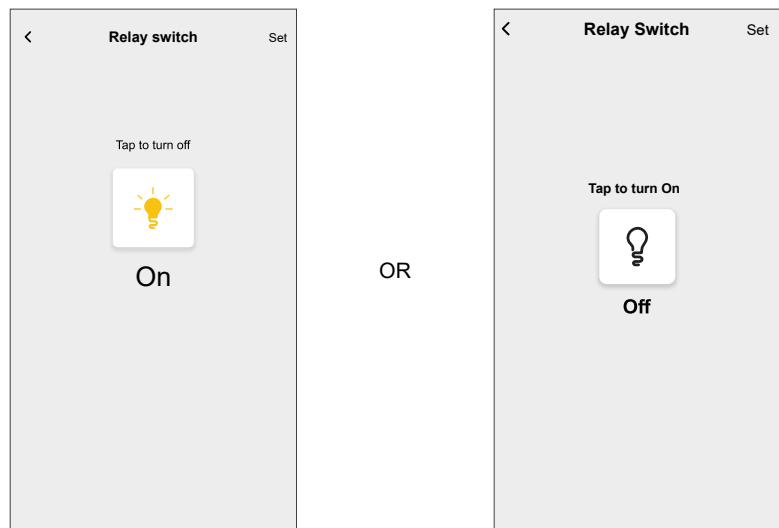 Relay switch Set
Tap to turn off
On
OR
Relay Switch Set
Tap to turn On
Off